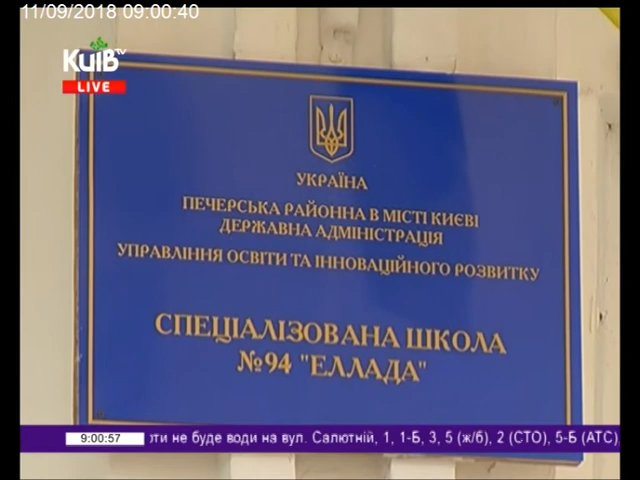 11/09/2018 09:00:40
КиїВ TV
LIVE
УКРАЇНА
ПЕЧЕРСЬКА РАЙОННА В МІСТІ КИЄВІ
ДЕРЖАВНА АДМІНІСТРАЦІЯ
УПРАВЛІННЯ ОСВІТИ ТА ІННОВАЦІЙНОГО РОЗВИТКУ
СПЕЦІАЛІЗОВАНА ШКОЛА
№94 "ЕЛЛАДА"
9:00:57 не буде води на вул. Салютній, 1, 1-Б, 3, 5 (ж/б), 2 (СТО), 5-Б (АТС),